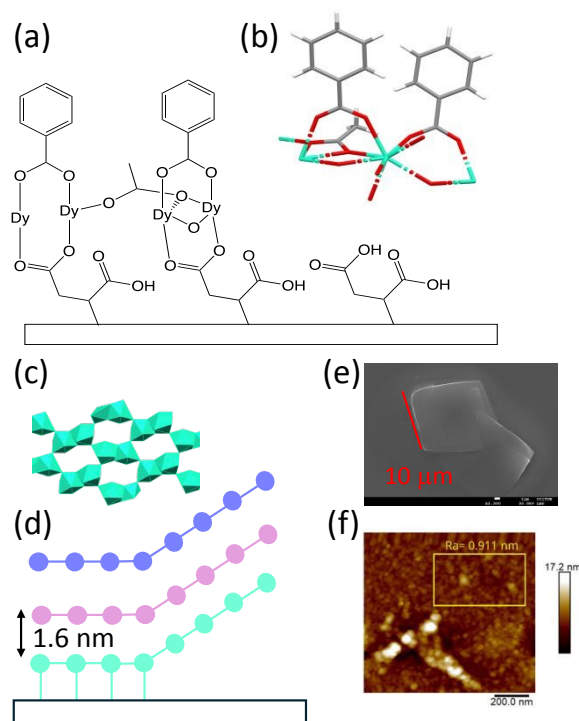 (a)
(b)
O O O O
Dy Dy O Dy O Dy
O
O O O O
O O OH O
OH OH OH
(c)
(e)
10 μm
(d)
(f)
Ra= 0.911 nm
17.2 nm
1.6 nm
200.0 nm